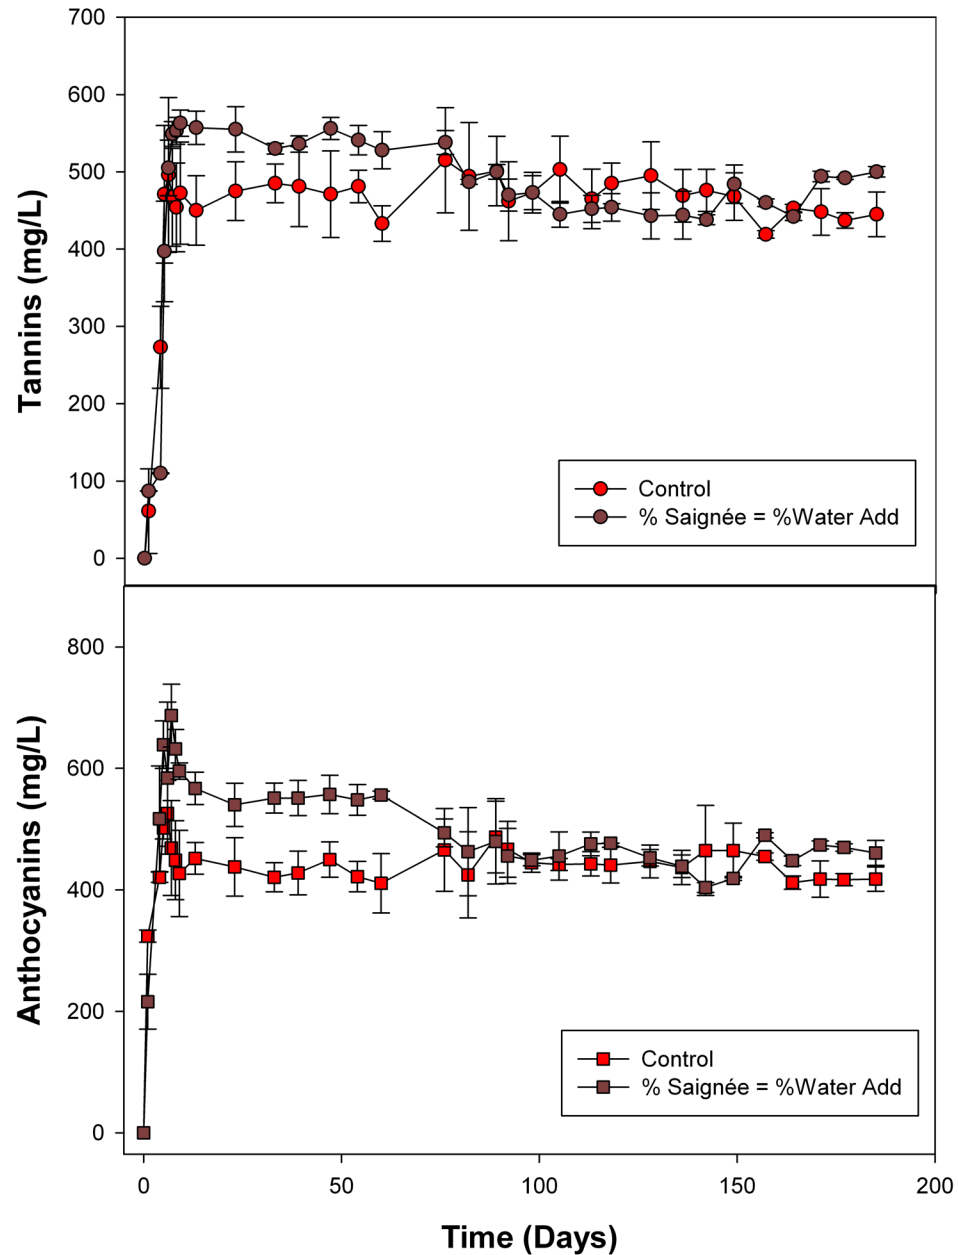 700
600
500
400
300
200
100
0
Tannins (mg/L)
Control
% Saignée = %Water Add
800
600
400
200
0
Anthocyanins (mg/L)
Control
% Saignée = %Water Add
0 50 100 150 200
Time (Days)